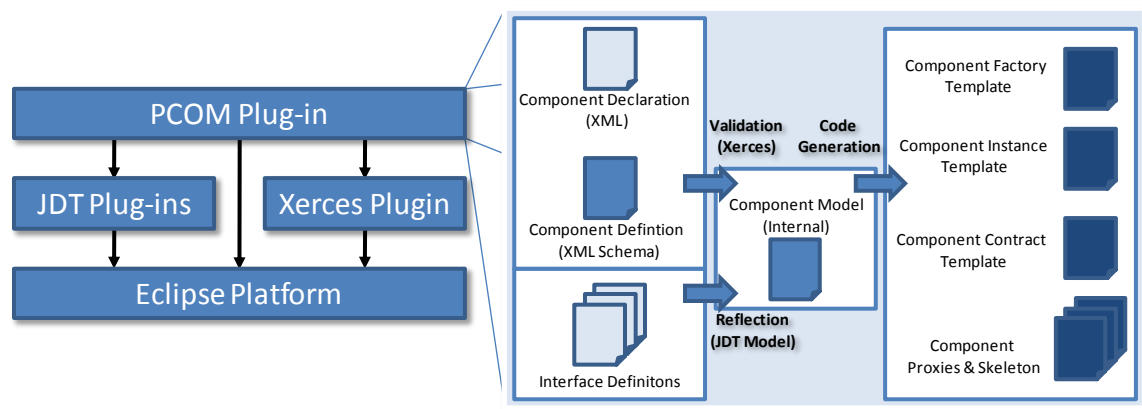 PCOM Plug-in
JDT Plug-ins
Xerces Plugin
Eclipse Platform
Component Declaration
(XML)
Component Defintion
(XML Schema)
Interface Definitons
Validation
(Xerces)
Code
Generation
Component Model
(Internal)
Reflection
(JDT Model)
Component Factory
Template
Component Instance
Template
Component Contract
Template
Component
Proxies & Skeleton